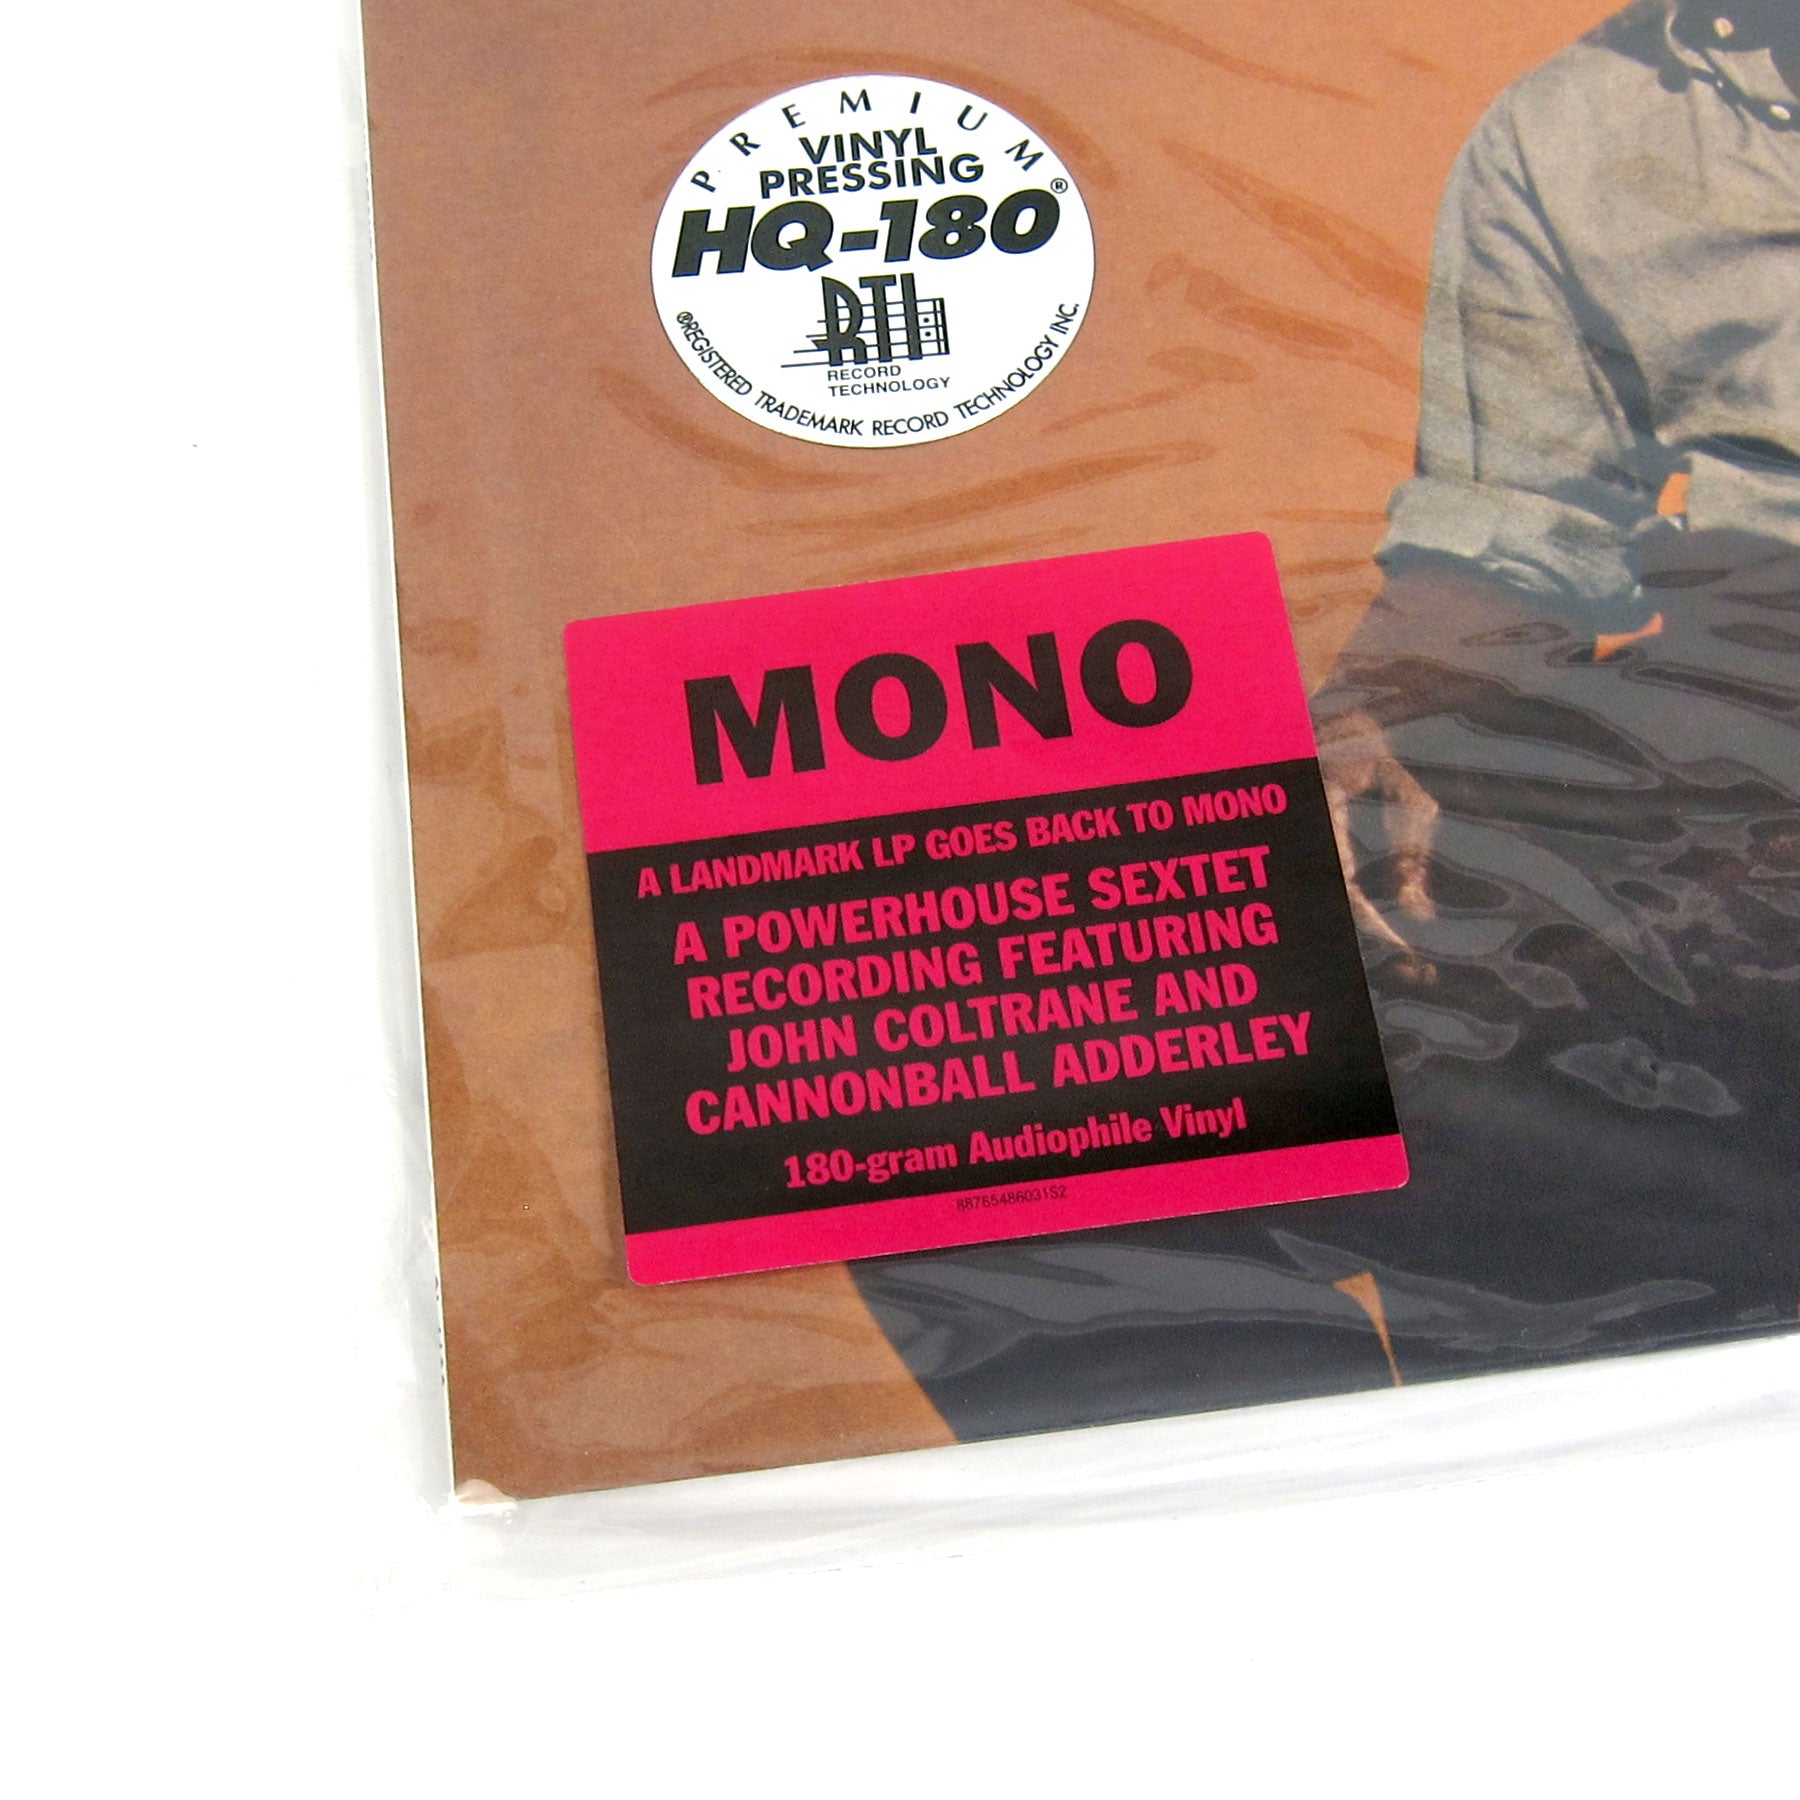 PREMIUM
VINYL
PRESSING
HQ-180®
RTI
RECORD
TECHNOLOGY
®REGISTERED TRADEMARK RECORD TECHNOLOGY INC.
MONO
A LANDMARK LP GOES BACK TO MONO
A POWERHOUSE SEXTET
RECORDING FEATURING
JOHN COLTRANE AND
CANNONBALL ADDERLEY
180-gram Audiophile Vinyl
88765486031S2